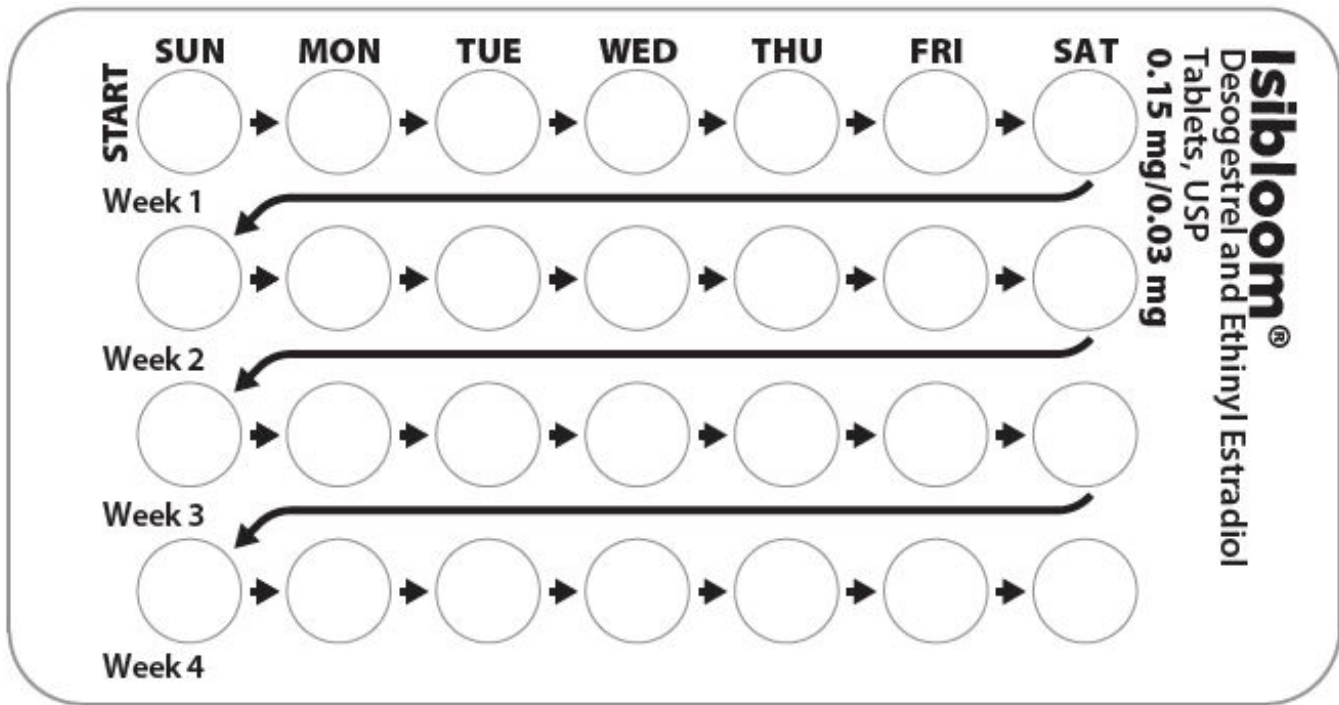 SUN MON TUE WED THU FRI SAT
START
Week 1
Week 2
Week 3
Week 4
Isibloom®
Desogestrel and Ethinyl Estradiol
Tablets, USP
0.15 mg/0.03 mg